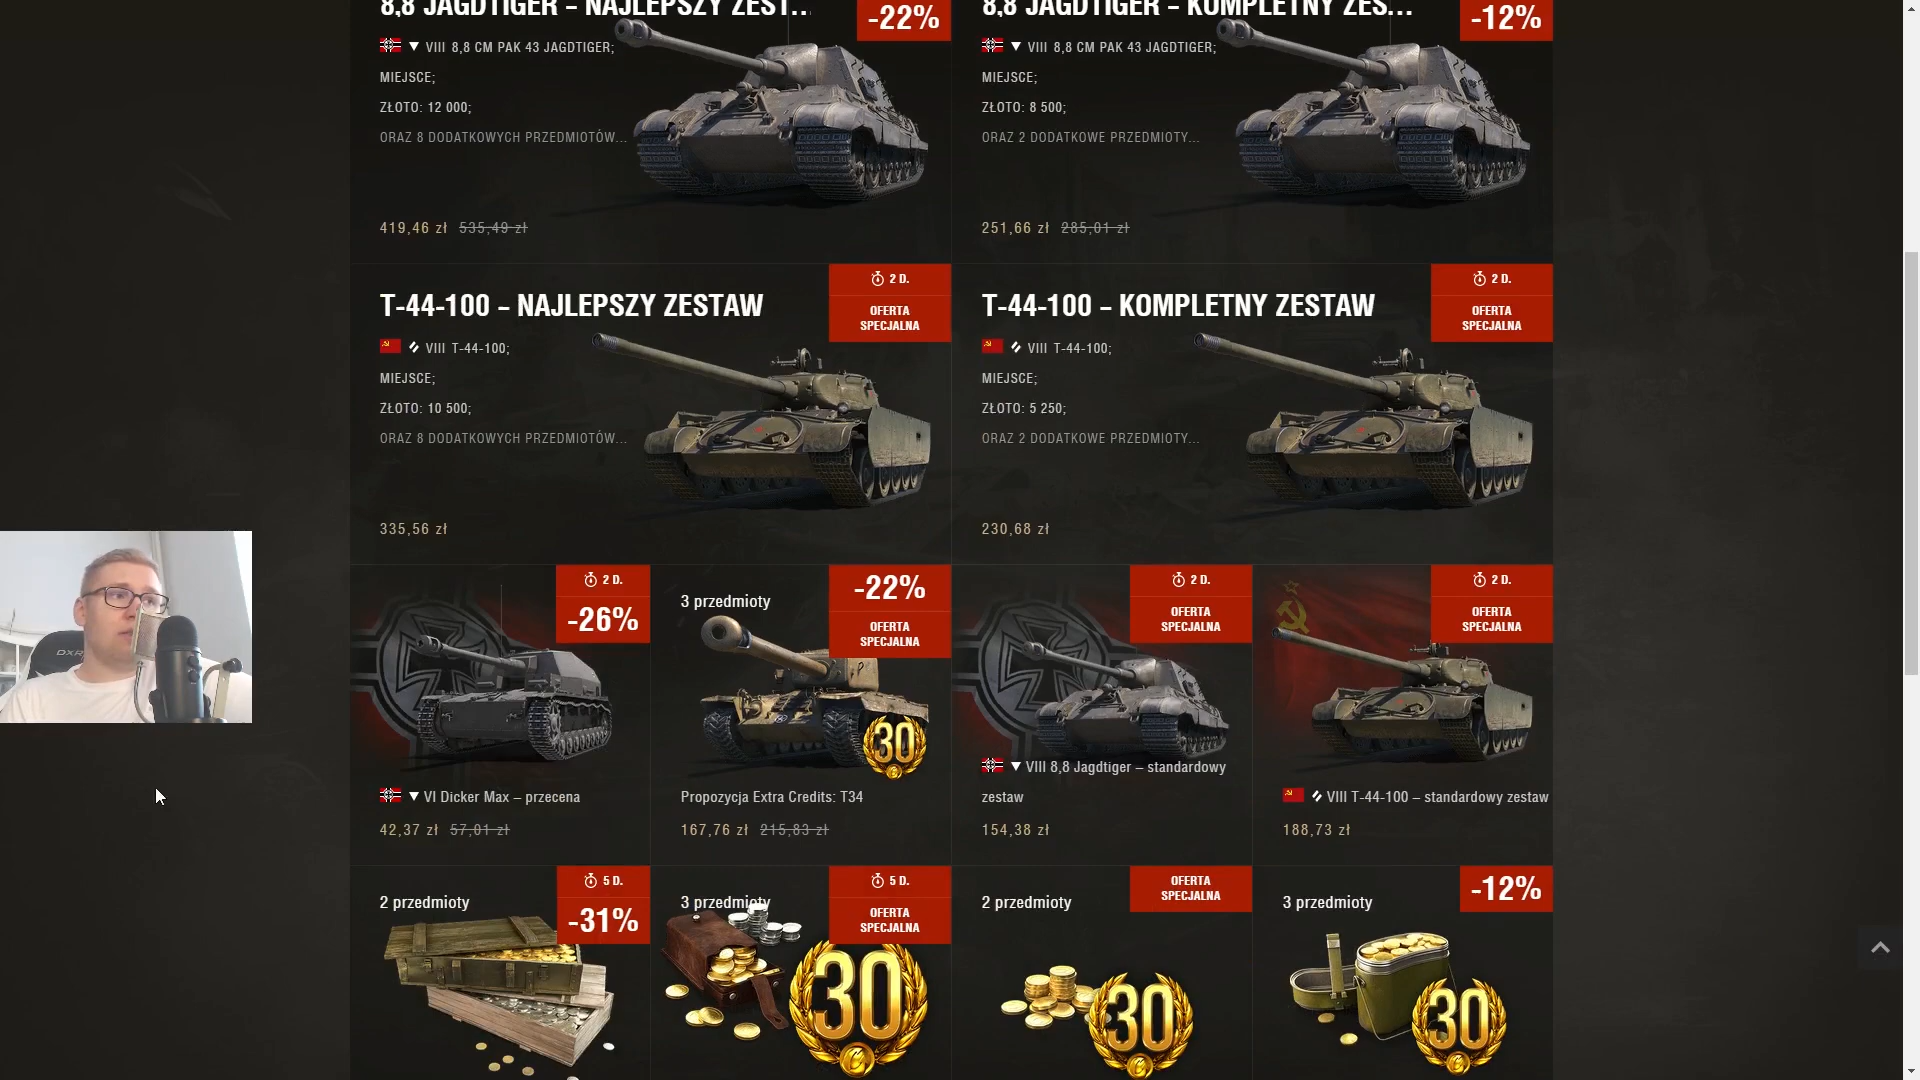 8,8 JAGDTIGER – NAJLEPSZY ZEST...
-22%
VIII 8,8 CM PAK 43 JAGDTIGER;
MIEJSCE;
ZŁOTO: 12 000;
ORAZ 8 DODATKOWYCH PRZEDMIOTÓW...
419,46 zł 535,49 zł
8,8 JAGDTIGER – KOMPLETNY ZES...
-12%
VIII 8,8 CM PAK 43 JAGDTIGER;
MIEJSCE;
ZŁOTO: 8 500;
ORAZ 2 DODATKOWE PRZEDMIOTY...
251,66 zł 285,01 zł
T-44-100 – NAJLEPSZY ZESTAW
2 D.
OFERTA
SPECJALNA
VIII T-44-100;
MIEJSCE;
ZŁOTO: 10 500;
ORAZ 8 DODATKOWYCH PRZEDMIOTÓW...
335,56 zł
T-44-100 – KOMPLETNY ZESTAW
2 D.
OFERTA
SPECJALNA
VIII T-44-100;
MIEJSCE;
ZŁOTO: 5 250;
ORAZ 2 DODATKOWE PRZEDMIOTY...
230,68 zł
2 D.
-26%
VI Dicker Max – przecena
42,37 zł 57,01 zł
3 przedmioty
-22%
OFERTA
SPECJALNA
30
Propozycja Extra Credits: T34
167,76 zł 215,83 zł
2 D.
OFERTA
SPECJALNA
VIII 8,8 Jagdtiger – standardowy
zestaw
154,38 zł
2 D.
OFERTA
SPECJALNA
VIII T-44-100 – standardowy zestaw
188,73 zł
2 przedmioty
5 D.
-31%
3 przedmioty
5 D.
OFERTA
SPECJALNA
30
2 przedmioty
OFERTA
SPECJALNA
30
3 przedmioty
-12%
30